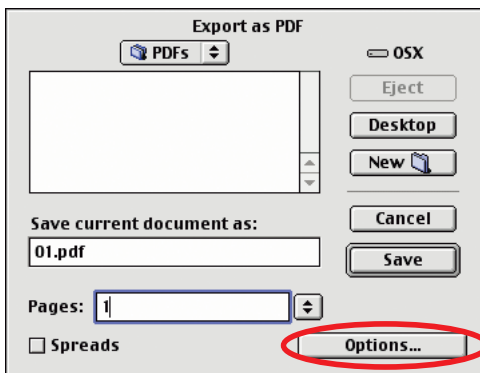 Export as PDF
PDFs
OSX
Eject
Desktop
New
Save current document as:
Cancel
01.pdf
Save
Pages: 1
Spreads
Options...